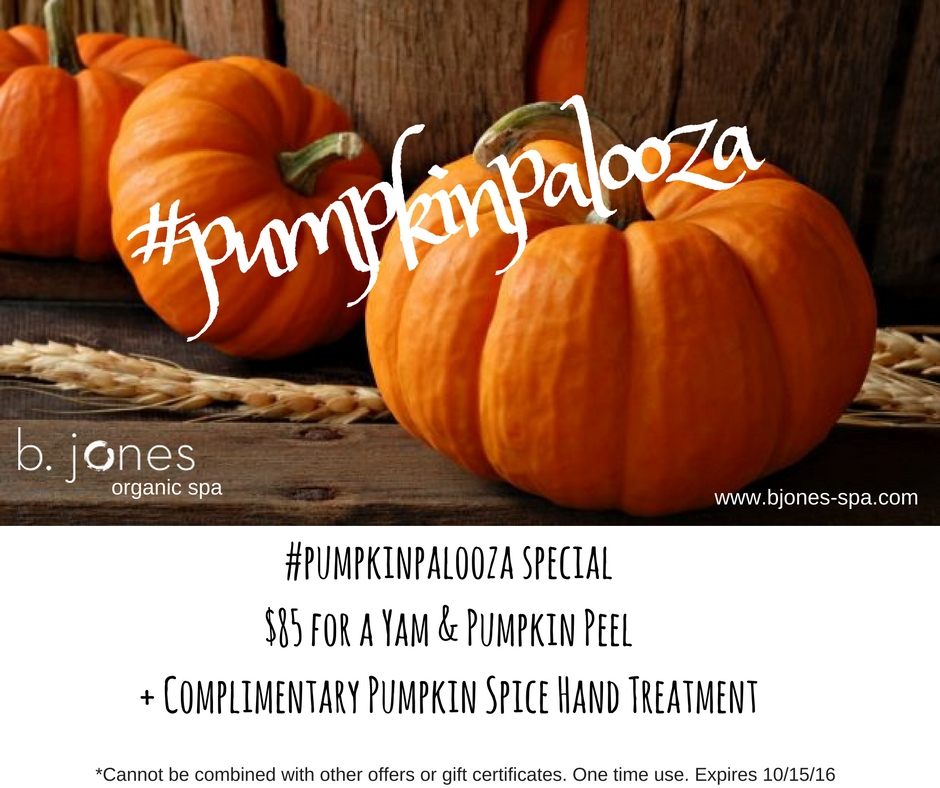 #pumpkinpalooza
b. jones
organic spa
www.bjones-spa.com
#pumpkinpalooza special
$85 for a Yam & Pumpkin Peel
+ Complimentary Pumpkin Spice Hand Treatment
*Cannot be combined with other offers or gift certificates. One time use. Expires 10/15/16